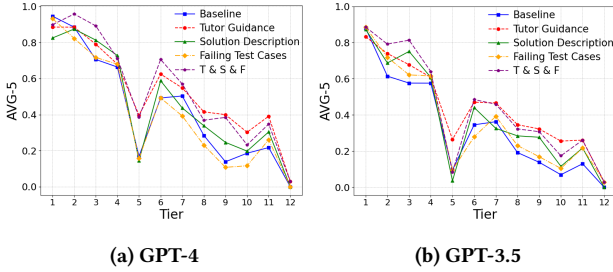 1.0
0.8
0.6
0.4
0.2
0.0
AVG-5
1 2 3 4 5 6 7 8 9 10 11 12
Tier
Baseline
Tutor Guidance
Solution Description
Failing Test Cases
T & S & F
(a) GPT-4
1.0
0.8
0.6
0.4
0.2
0.0
AVG-5
1 2 3 4 5 6 7 8 9 10 11 12
Tier
Baseline
Tutor Guidance
Solution Description
Failing Test Cases
T & S & F
(b) GPT-3.5